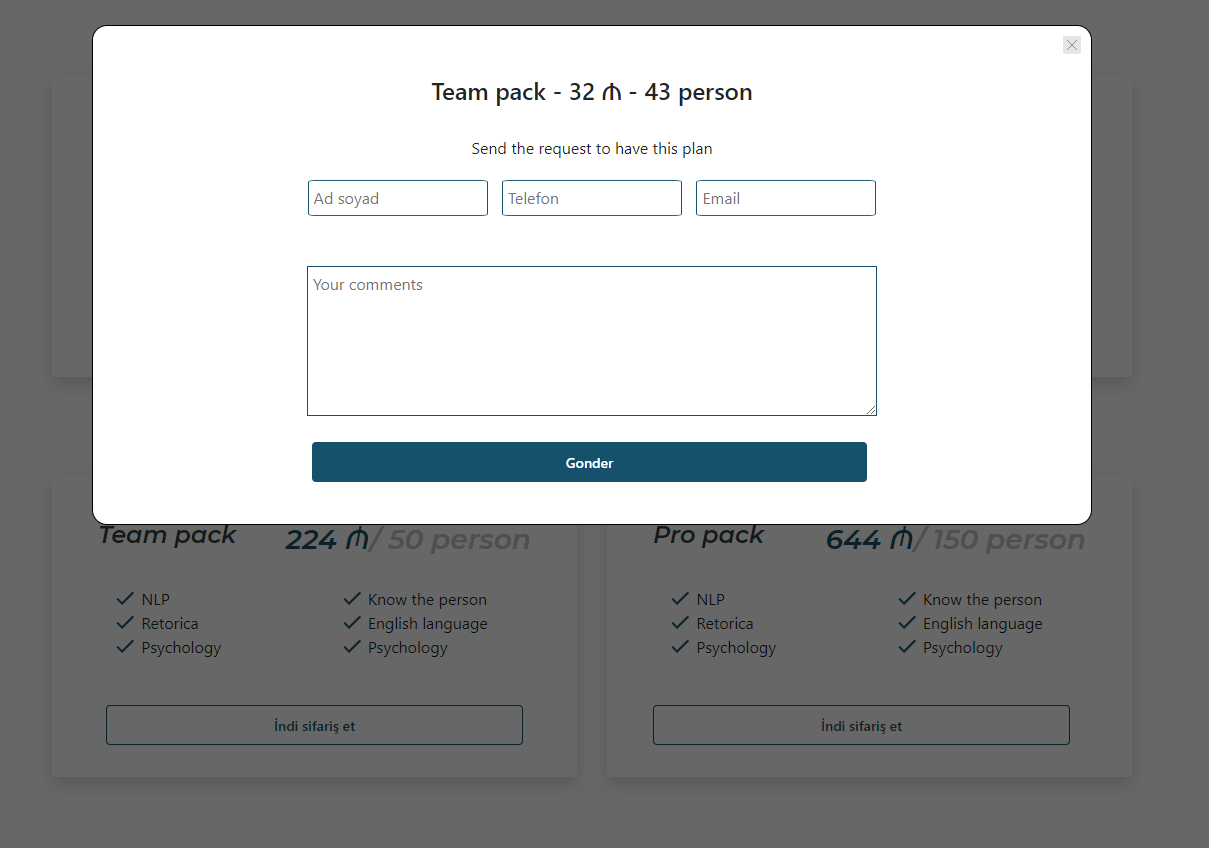 Team pack - 32 ₼ - 43 person
Send the request to have this plan
Ad soyad Telefon Email
Your comments
Gonder
Team pack 224 ₼/ 50 person
NLP Know the person
Retorica English language
Psychology Psychology
İndi sifariş et
Pro pack 644 ₼/ 150 person
NLP Know the person
Retorica English language
Psychology Psychology
İndi sifariş et